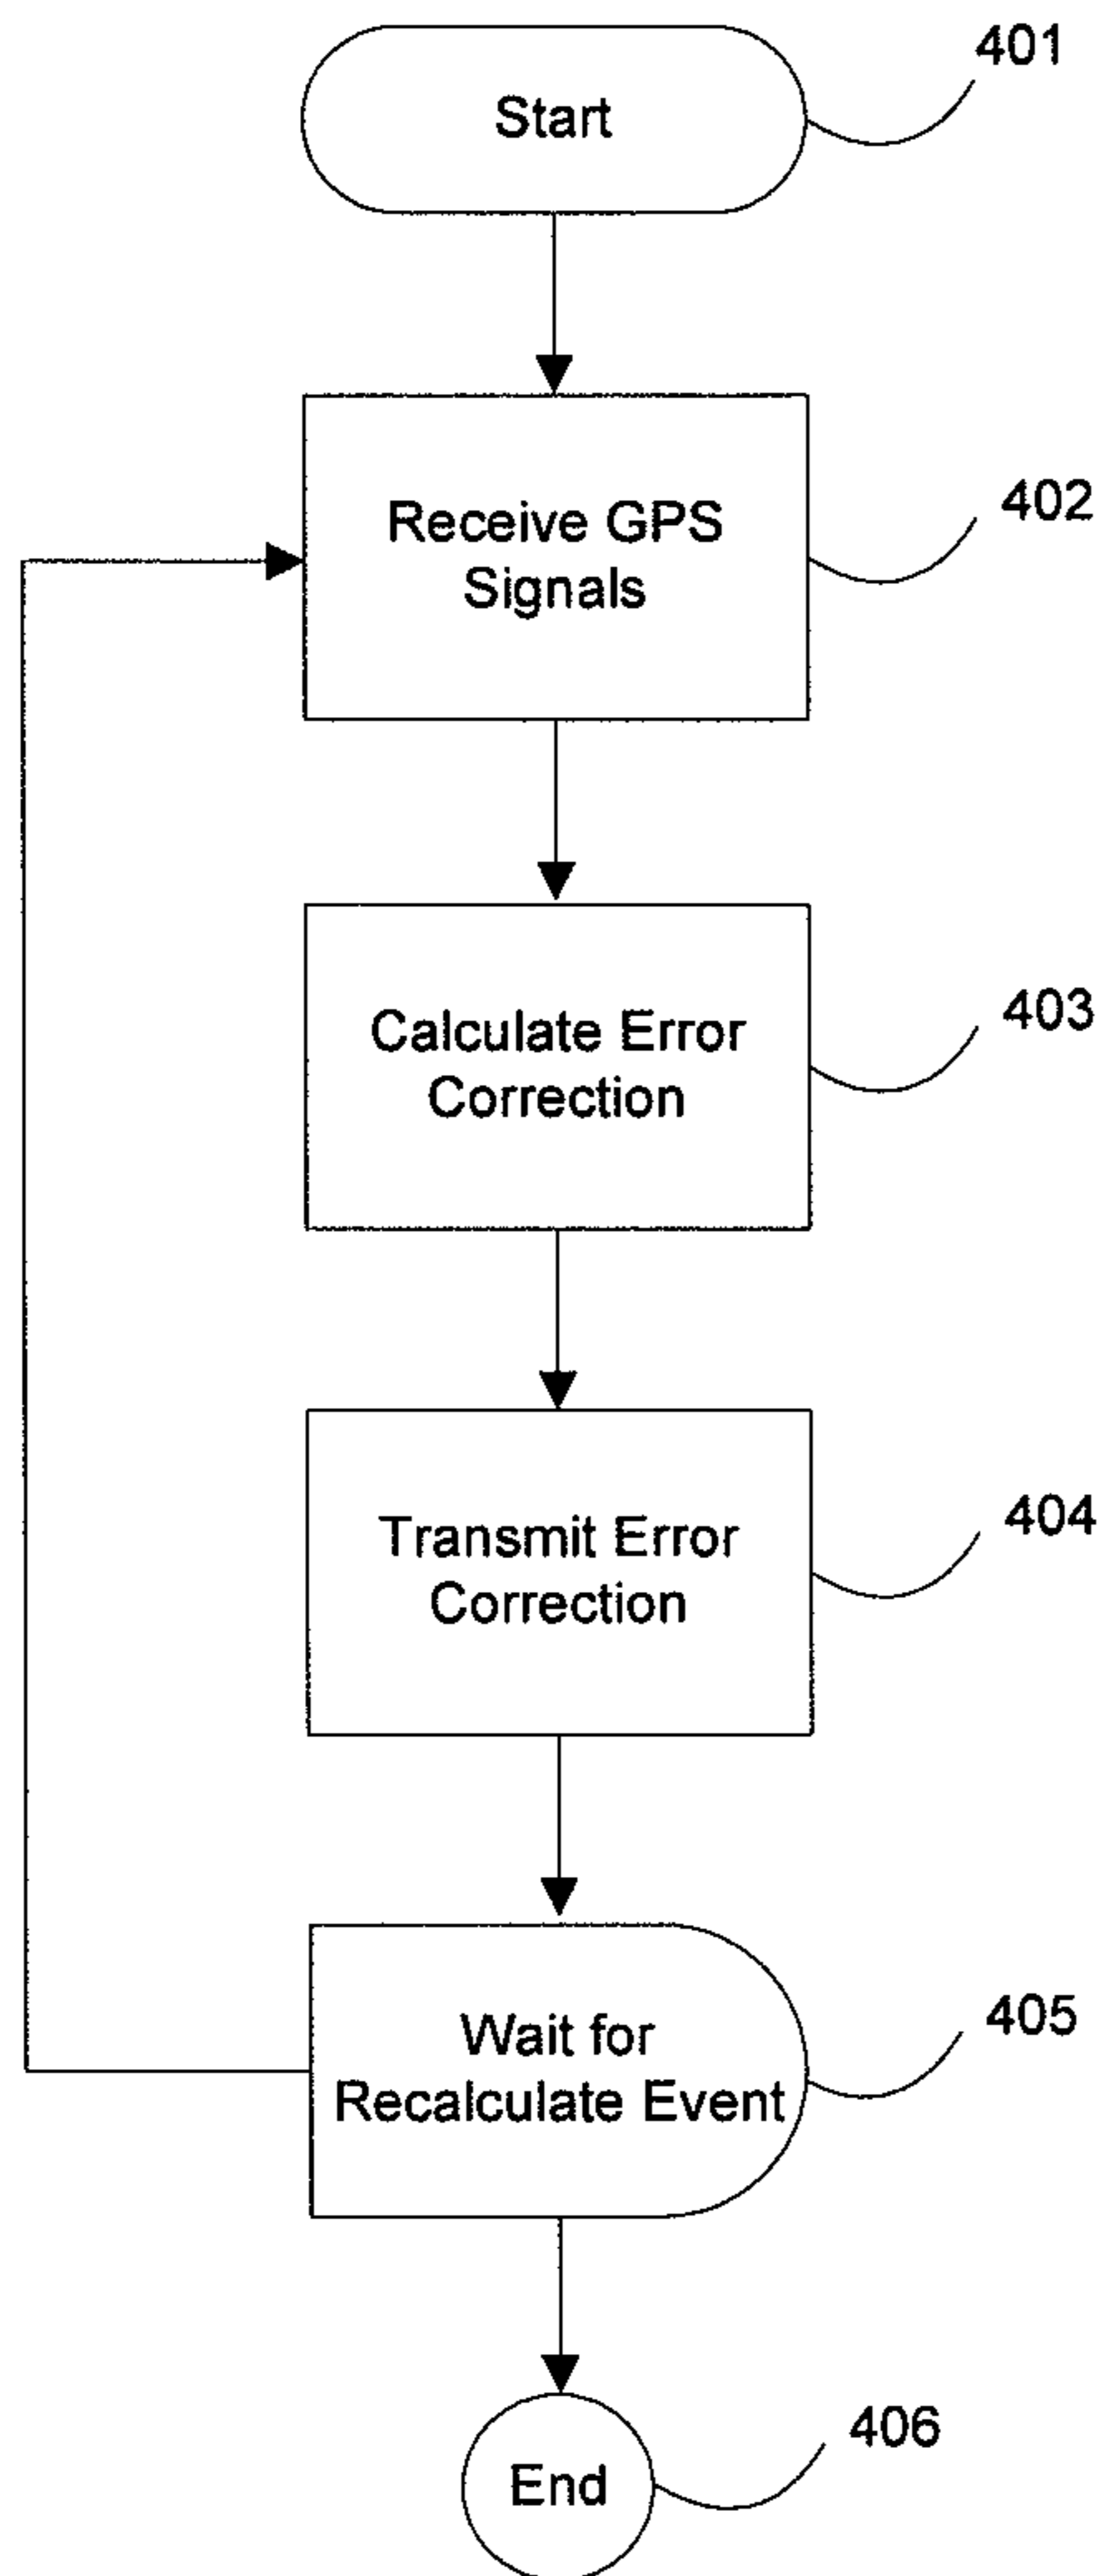 Start
401
Receive GPS
Signals
402
Calculate Error
Correction
403
Transmit Error
Correction
404
Wait for
Recalculate Event
405
End
406